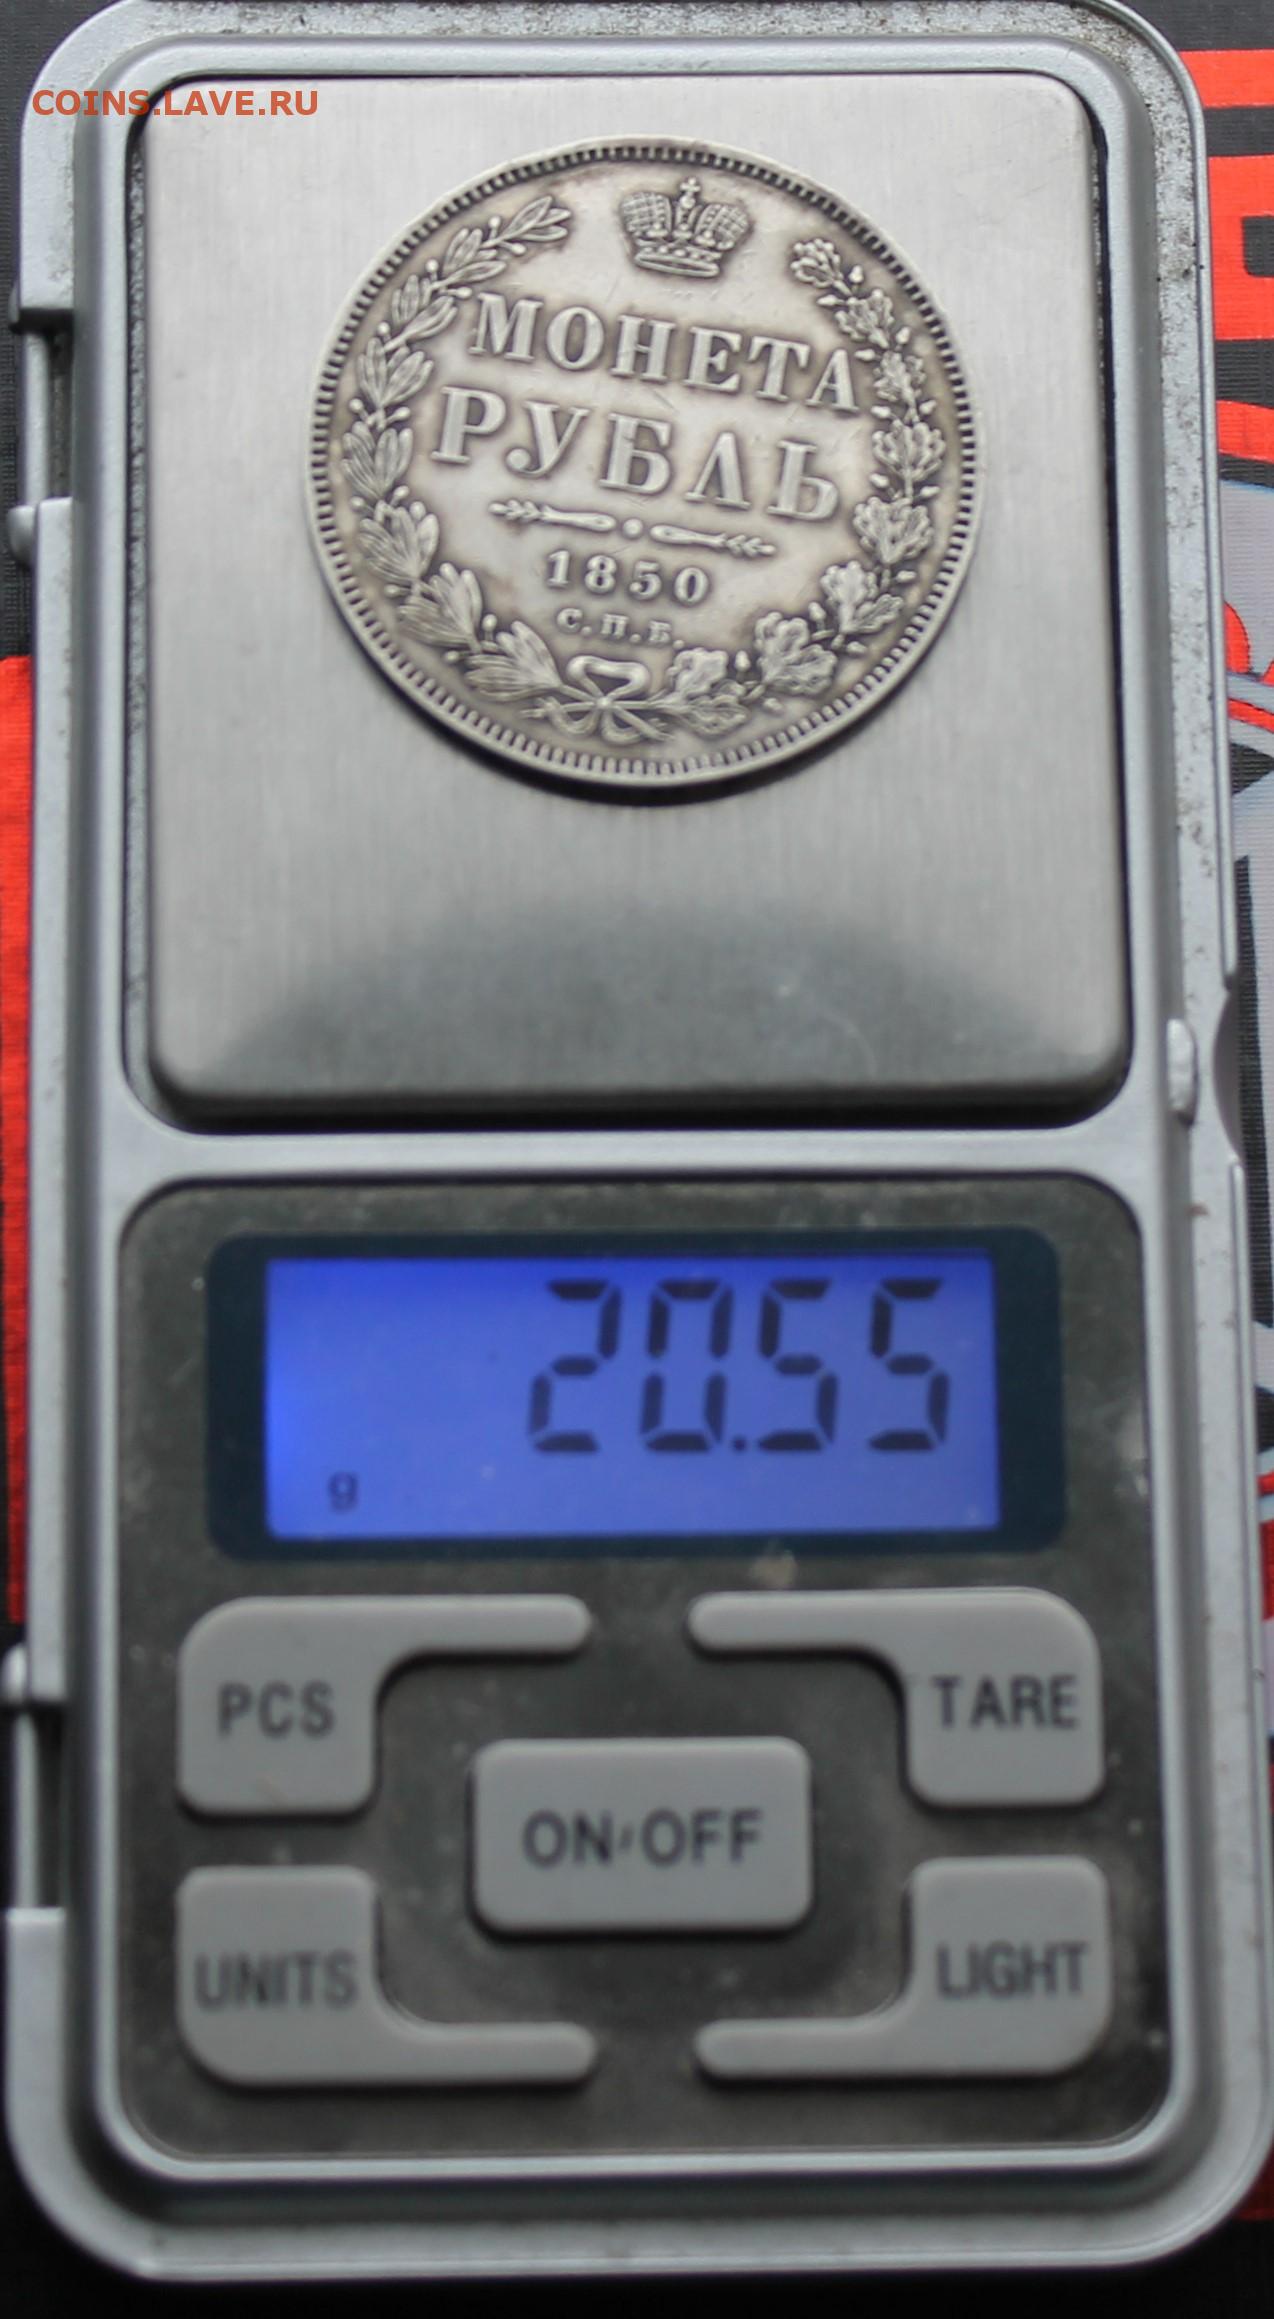 COINS.LAVE.RU
МОНЕТА
РУБЛЬ
1850
С.П.Б.
20.55
g
PCS
TARE
ON/OFF
UNITS
LIGHT